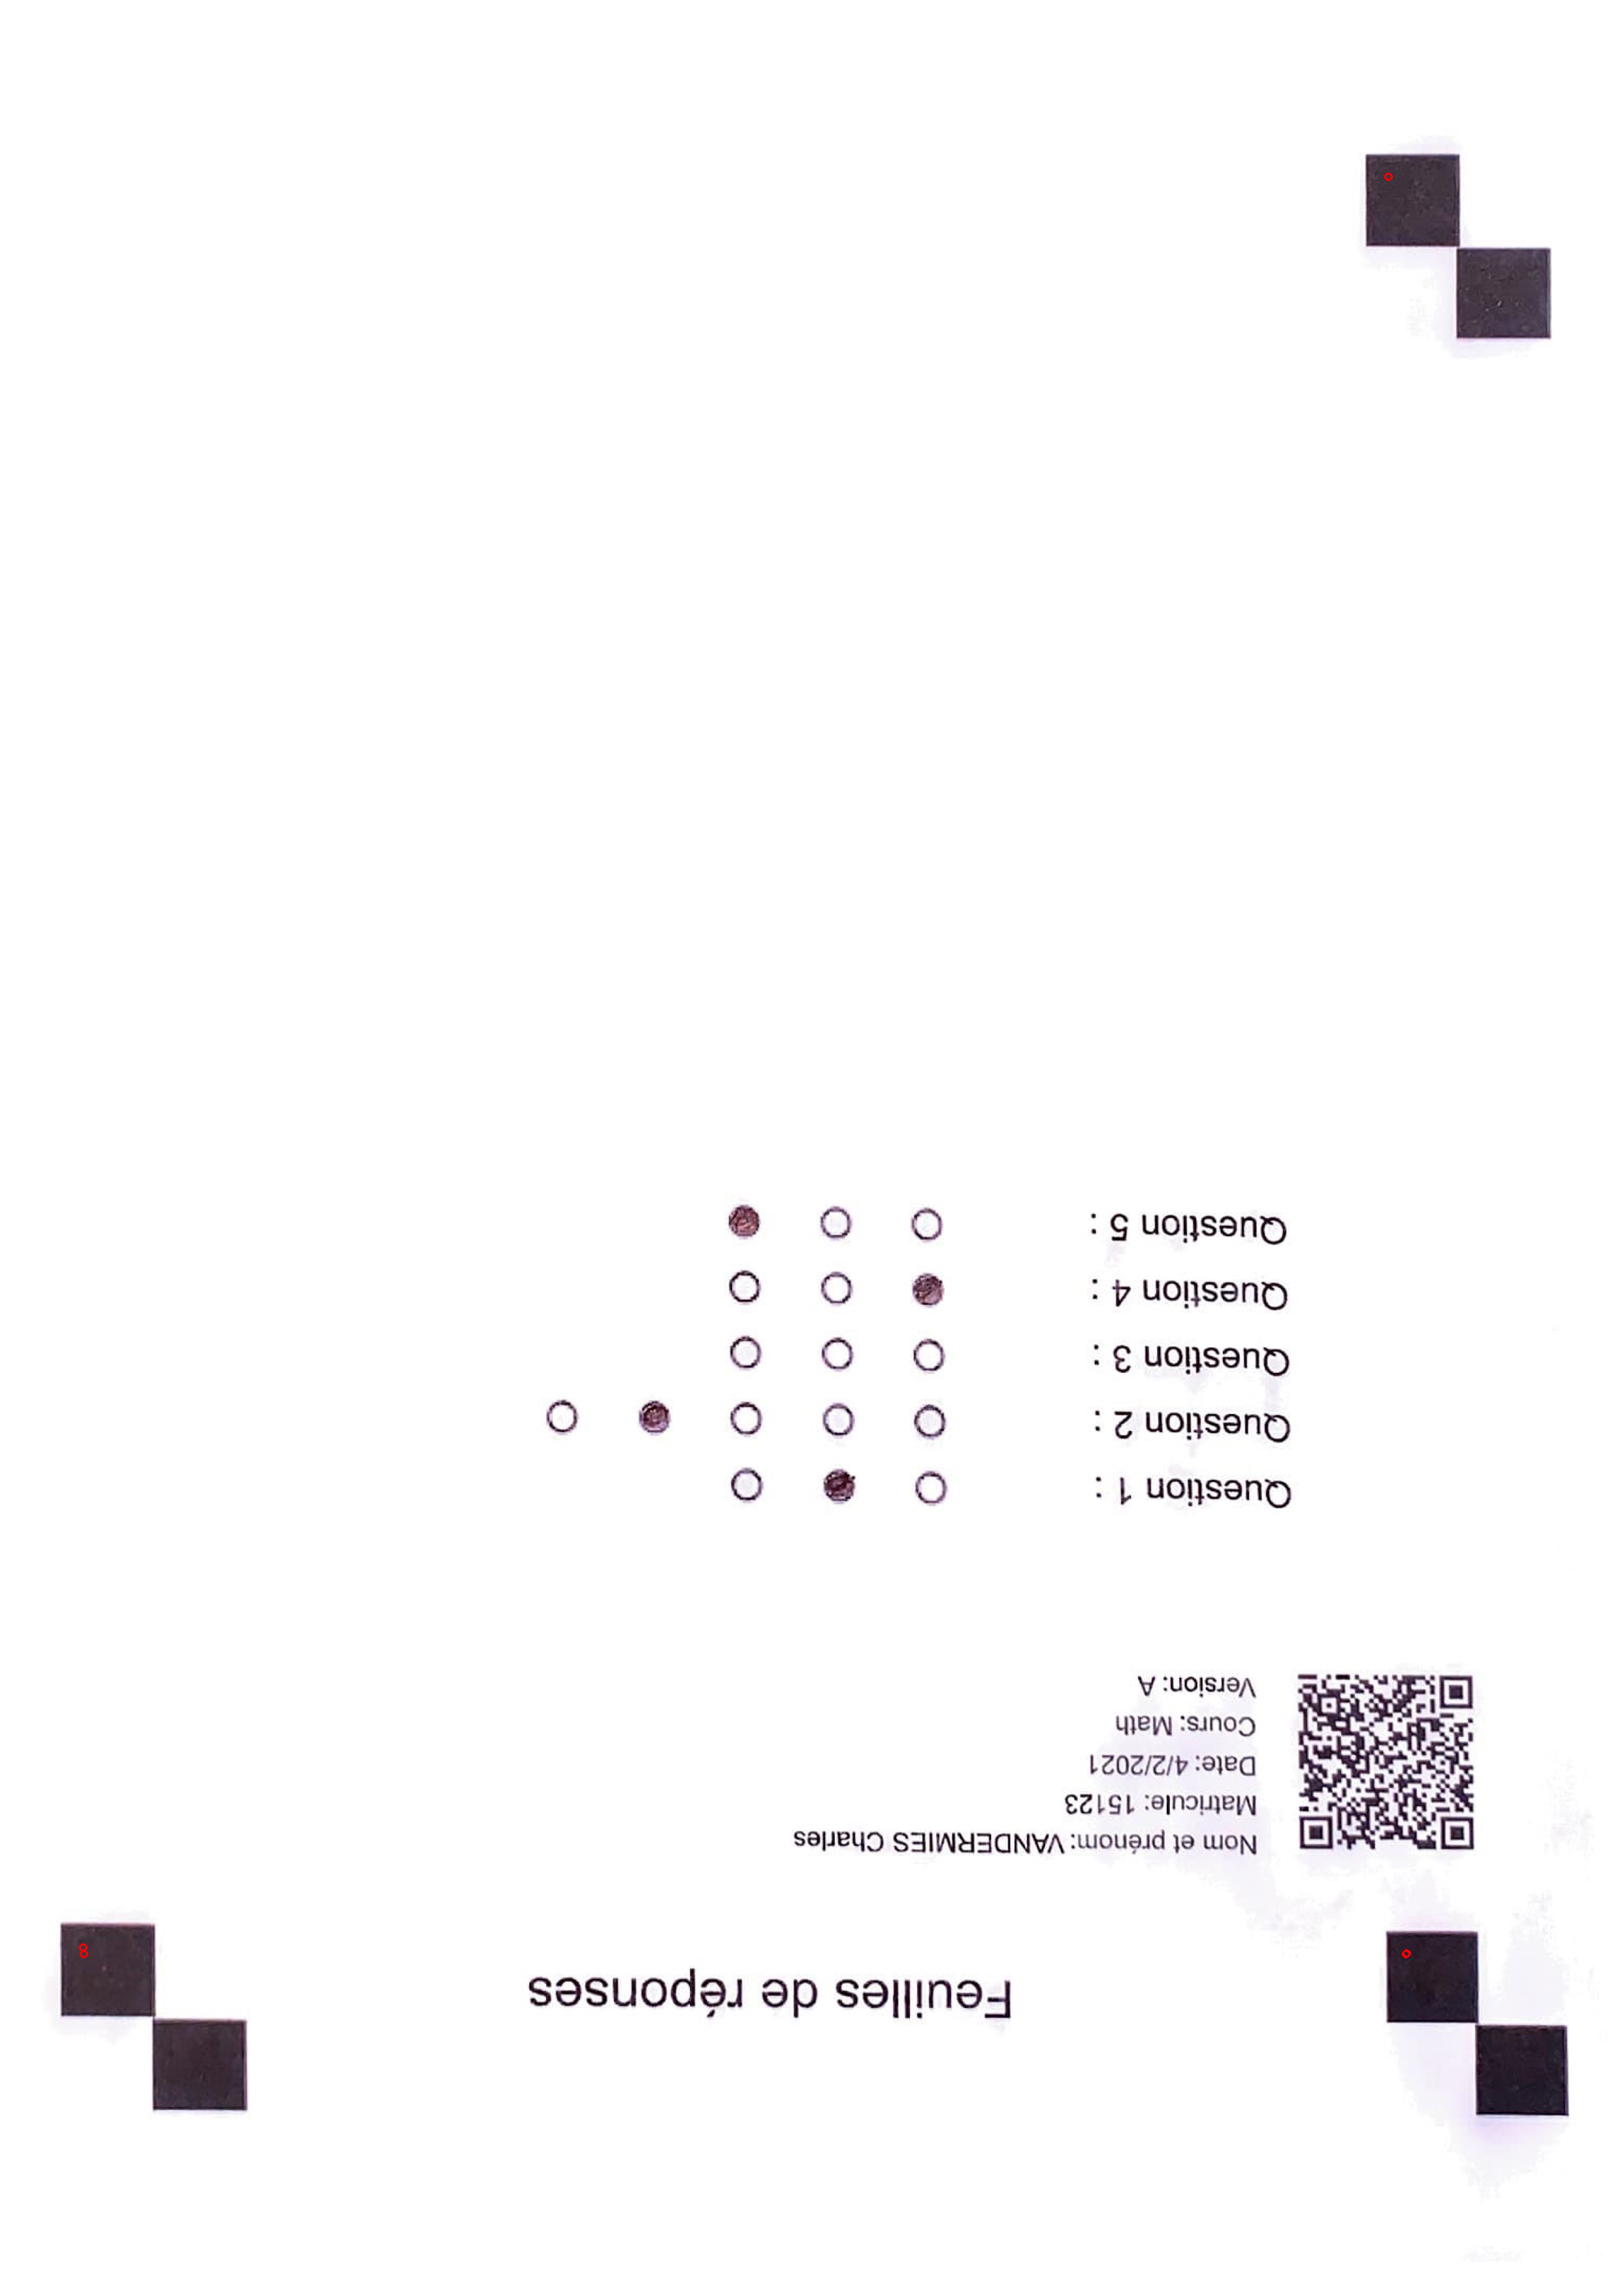 Feuilles de réponses
Nom et prénom: VANDERMIES Charles
Matricule: 15123
Date: 4/2/2021
Cours: Math
Version: A
Question 1 :
Question 2 :
Question 3 :
Question 4 :
Question 5 :
8